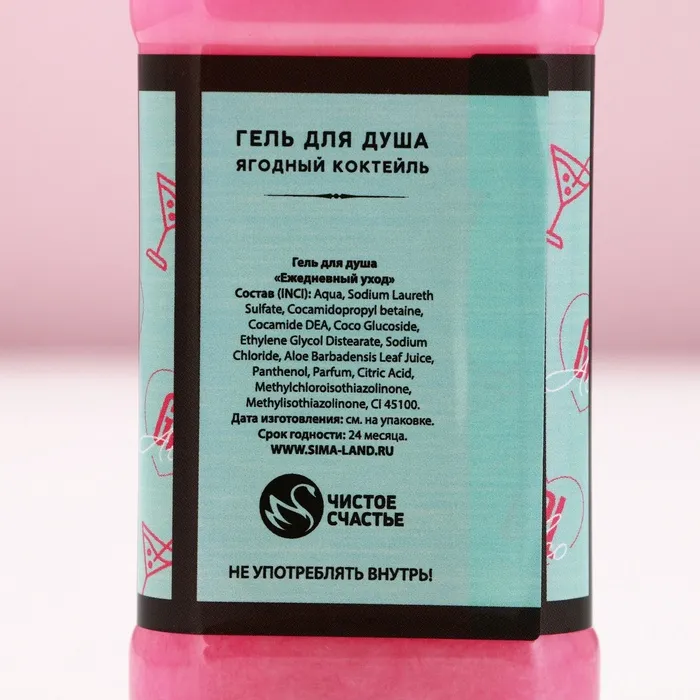 ГЕЛЬ ДЛЯ ДУША
ЯГОДНЫЙ КОКТЕЙЛЬ
Гель для душа
«Ежедневный уход»
Состав (INCI): Aqua, Sodium Laureth
Sulfate, Cocamidopropyl betaine,
Cocamide DEA, Coco Glucoside,
Ethylene Glycol Distearate, Sodium
Chloride, Aloe Barbadensis Leaf Juice,
Panthenol, Parfum, Citric Acid,
Methylchloroisothiazolinone,
Methylisothiazolinone, CI 45100.
Дата изготовления: см. на упаковке.
Срок годности: 24 месяца.
WWW.SIMA-LAND.RU
ЧИСТОЕ
СЧАСТЬЕ
НЕ УПОТРЕБЛЯТЬ ВНУТРЬ!